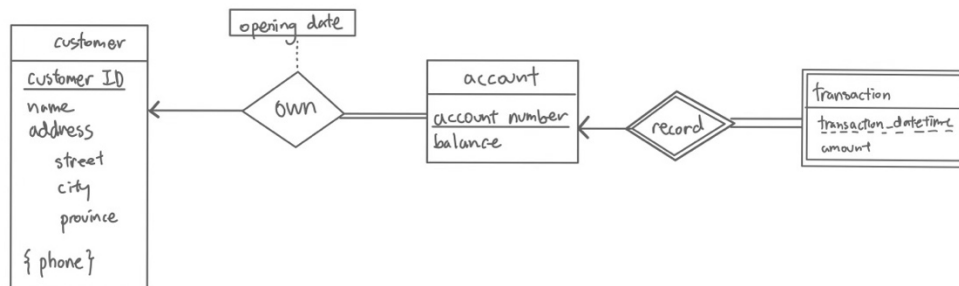 opening date
customer
customer ID
name
address
street
city
province
{ phone }
own
account
account number
balance
record
transaction
transaction_datetime
amount